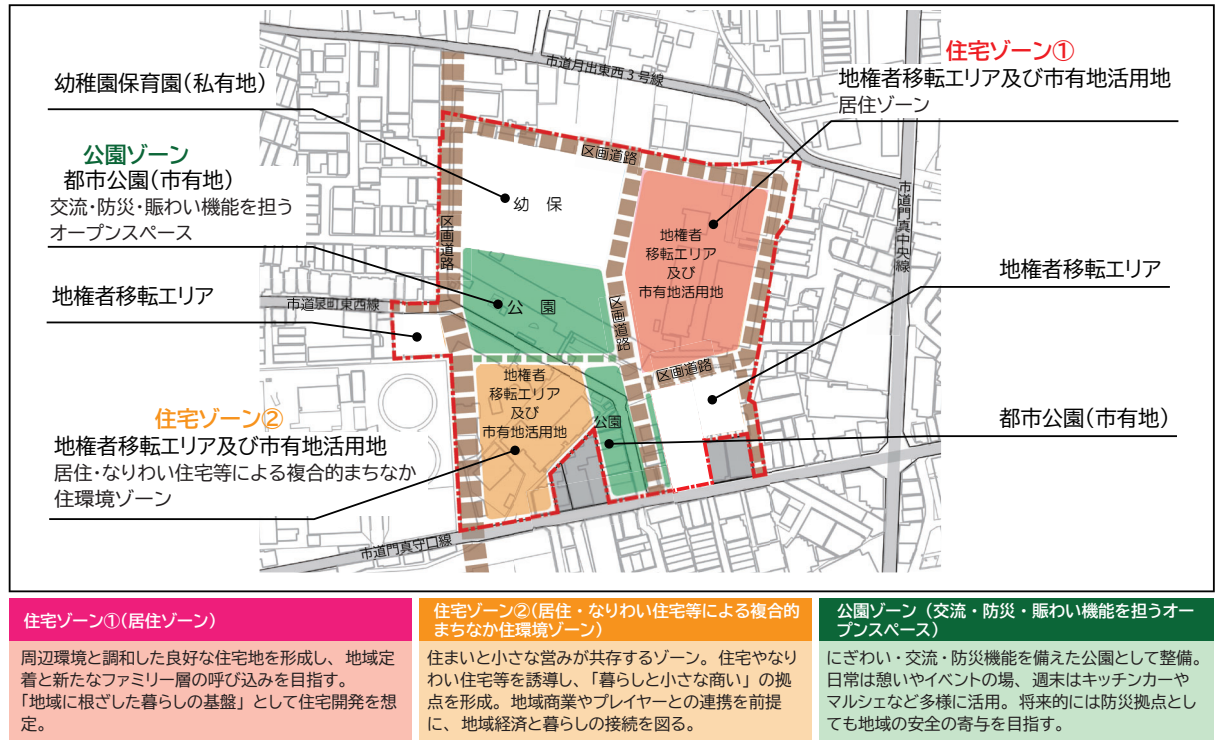 幼稚園保育園(私有地)
公園ゾーン
都市公園(市有地)
交流・防災・賑わい機能を担う
オープンスペース
地権者移転エリア
住宅ゾーン②
地権者移転エリア及び市有地活用地
居住・なりわい住宅等による複合的まちなか
住環境ゾーン
市道月出東西3号線
区画道路
幼 保
区画道路
地権者
移転エリア
及び
市有地活用地
公 園
市道泉町東西線
区画道路
区画道路
地権者
移転エリア
及び
市有地活用地
公園
市道門真守口線
市道門真中央線
住宅ゾーン①
地権者移転エリア及び市有地活用地
居住ゾーン
地権者移転エリア
都市公園(市有地)
住宅ゾーン①(居住ゾーン)
周辺環境と調和した良好な住宅地を形成し、地域定
着と新たなファミリー層の呼び込みを目指す。
「地域に根ざした暮らしの基盤」として住宅開発を想
定。
住宅ゾーン②(居住・なりわい住宅等による複合的
まちなか住環境ゾーン)
住まいと小さな営みが共存するゾーン。住宅やなり
わい住宅等を誘導し、「暮らしと小さな商い」の拠
点を形成。地域商業やプレイヤーとの連携を前提
に、地域経済と暮らしの接続を図る。
公園ゾーン(交流・防災・賑わい機能を担うオー
プンスペース)
にぎわい・交流・防災機能を備えた公園として整備。
日常は憩いやイベントの場、週末はキッチンカーや
マルシェなど多様に活用。将来的には防災拠点とし
ても地域の安全の寄与を目指す。